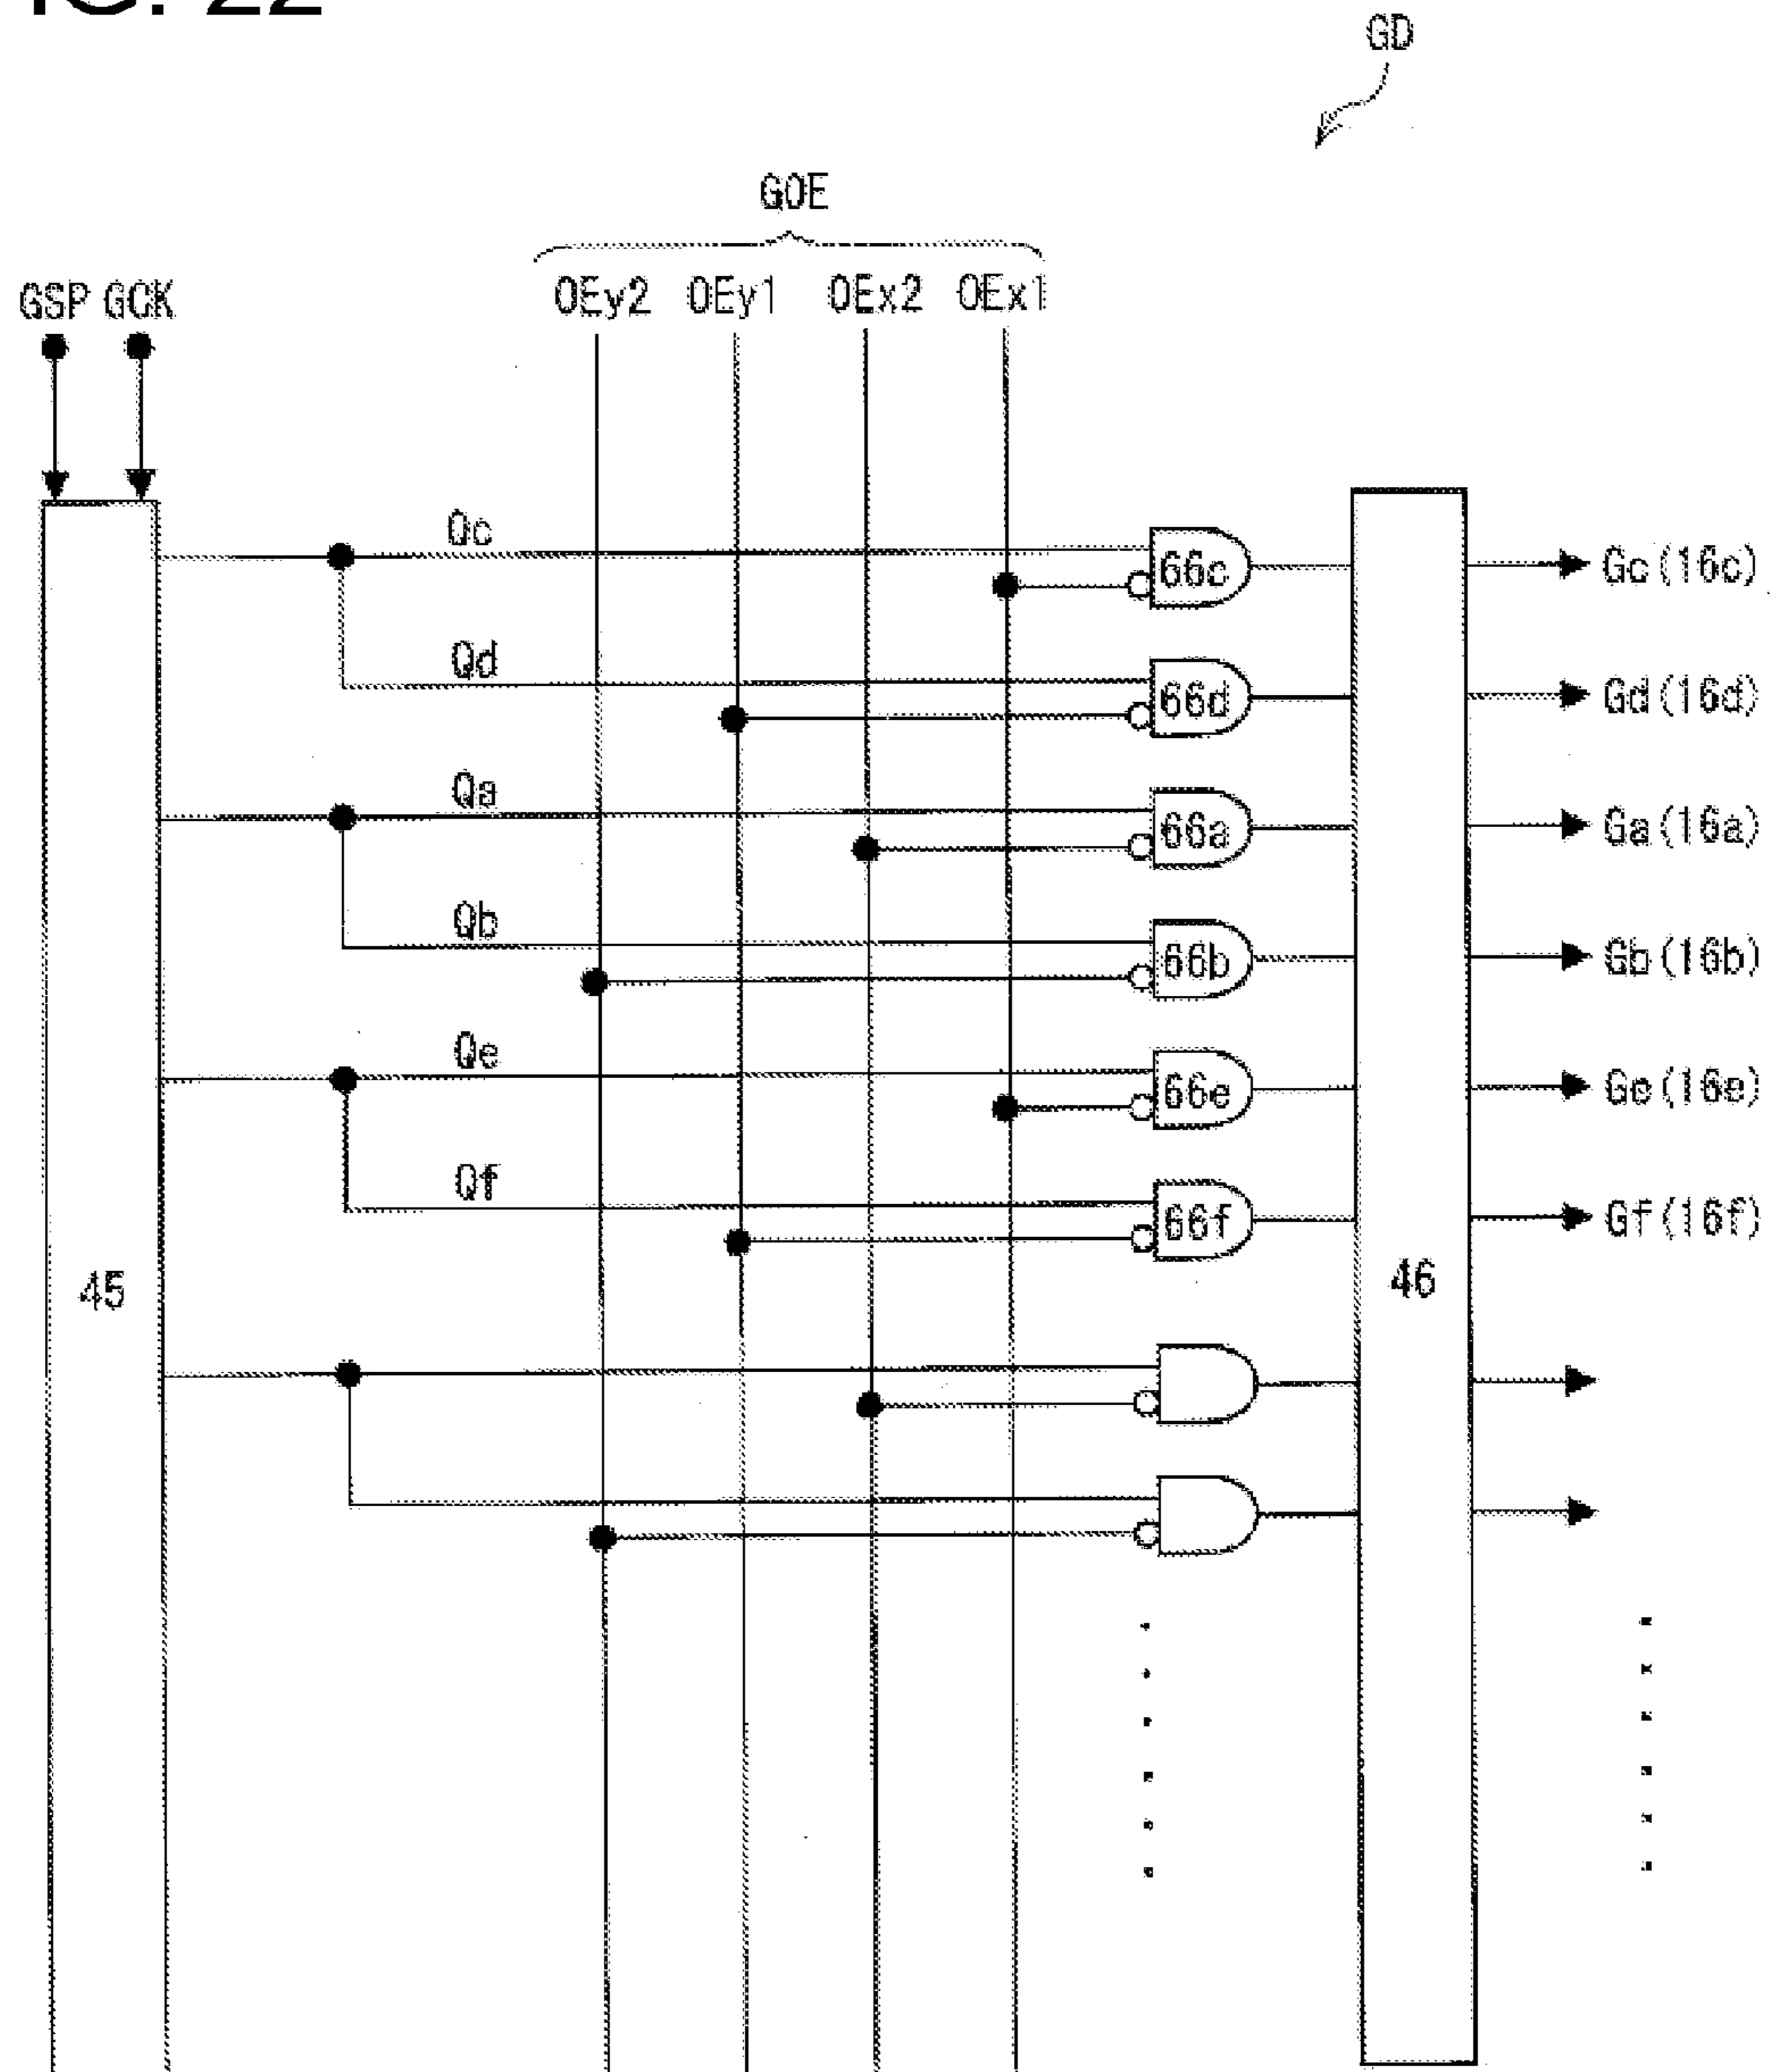 FIG. 22
GD
GOE
GSP GCK
OEy2 OEy1 OEx2 OEx1
Qc
66c
Gc(16c)
Qd
66d
Gd(16d)
Qa
66a
Ga(16a)
Qb
66b
Gb(16b)
Qe
66e
Ge(16e)
Qf
66f
Gf(16f)
45
46